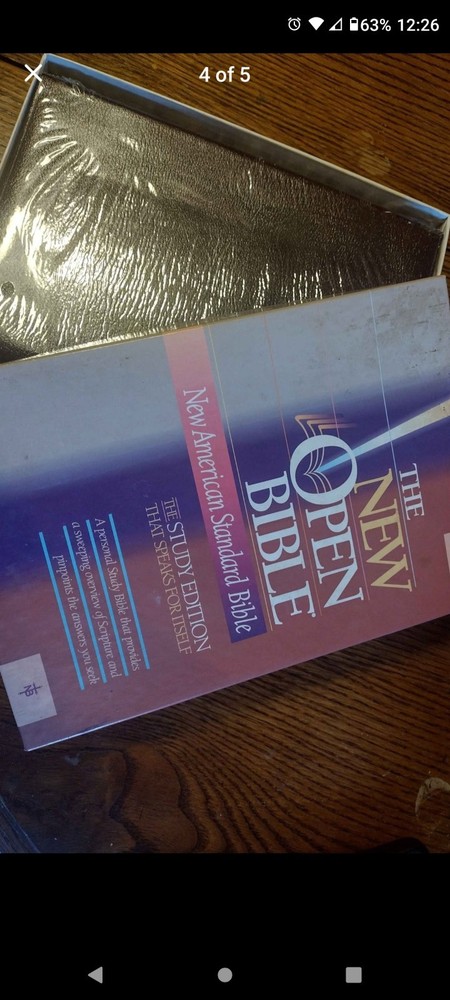 63% 12:26
4 of 5
THE
NEW
OPEN
BIBLE
New American Standard Bible
THE STUDY EDITION
THAT SPEAKS FOR ITSELF
A personal Study Bible that provides
a sweeping overview of Scripture and
pinpoints the answers you seek